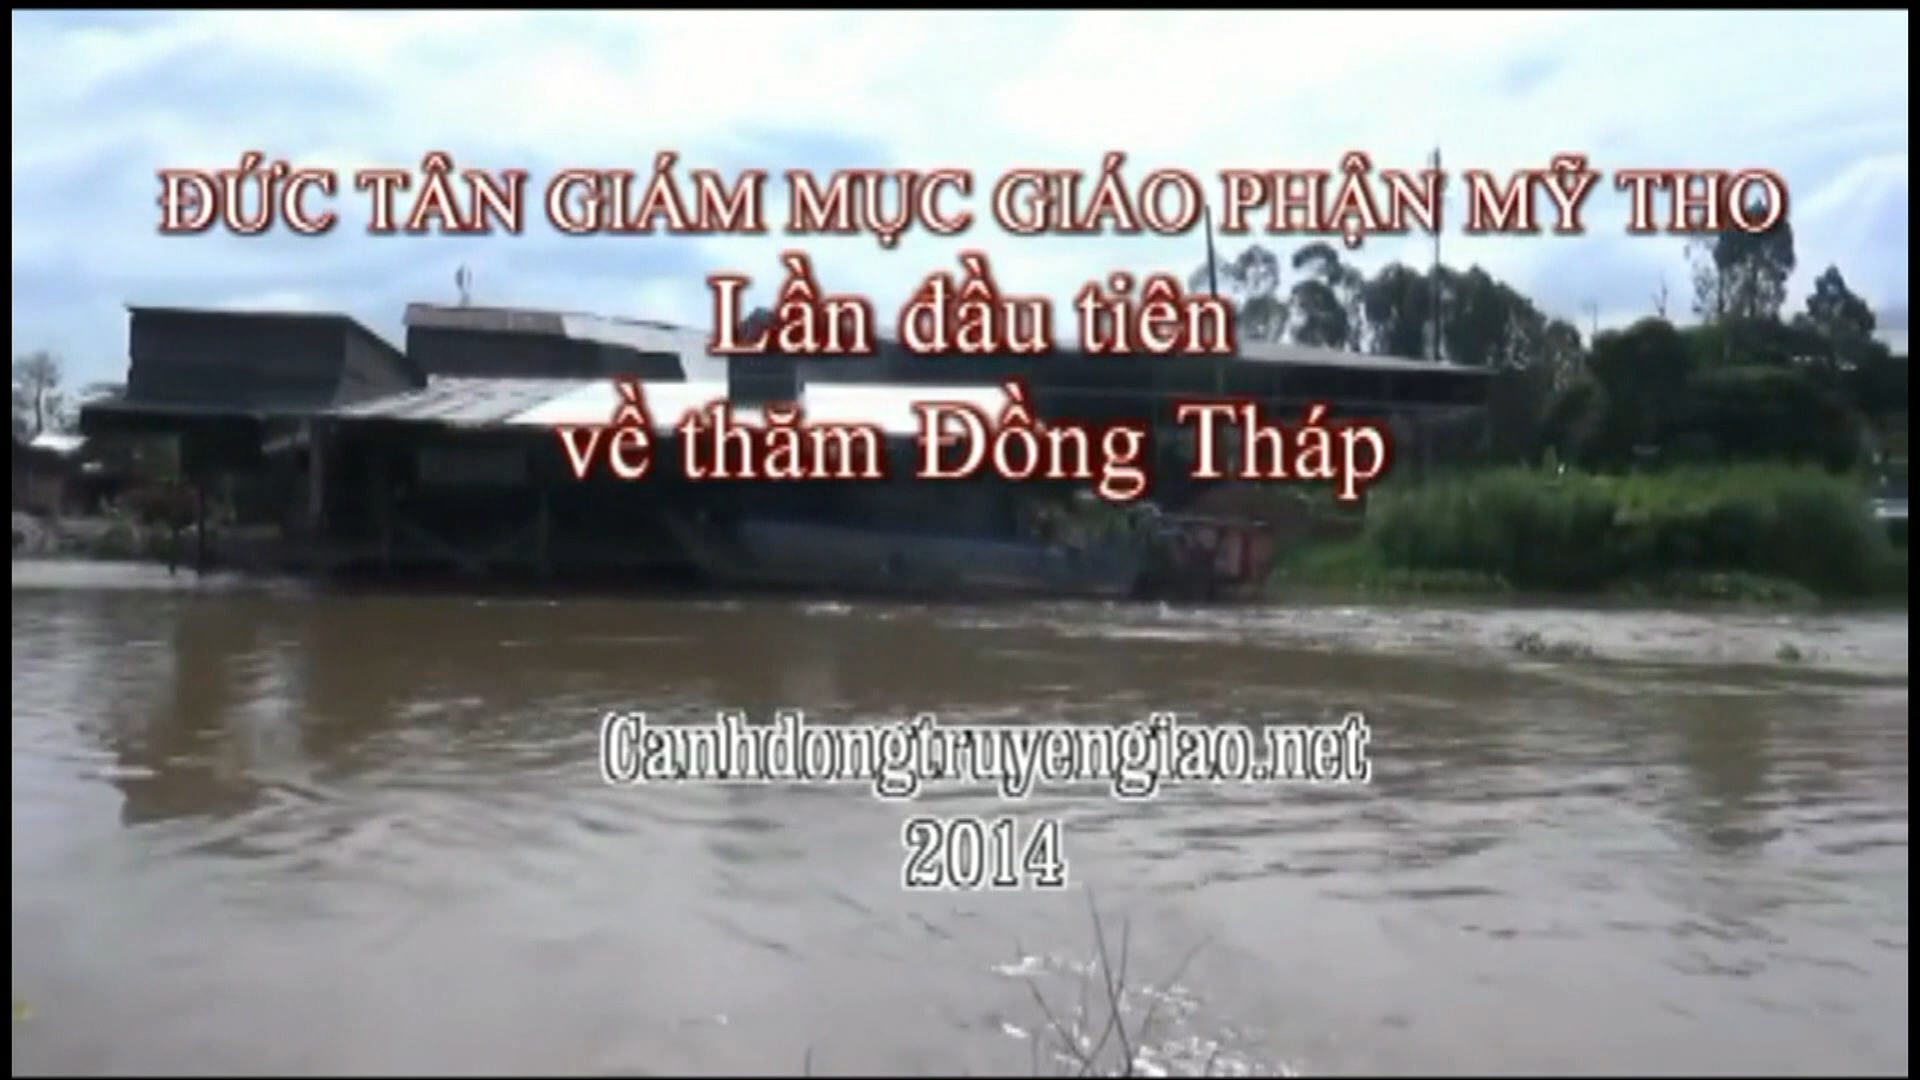 ĐỨC TÂN GIÁM MỤC GIÁO PHẬN MỸ THO
Lần đầu tiên
về thăm Đồng Tháp
Canhdongtruyengiao.net
2014